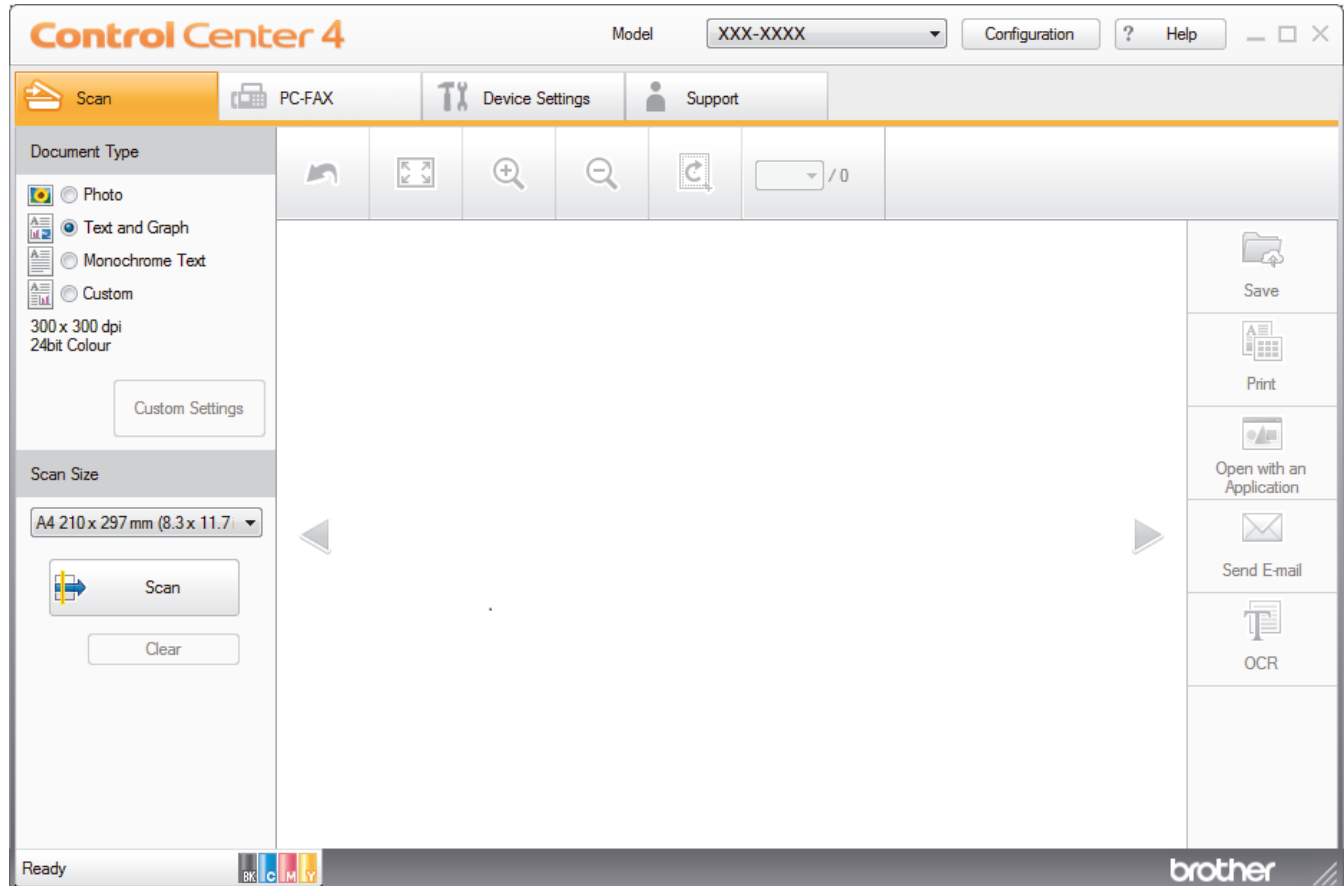 Control Center 4
Model
XXX-XXXX
Configuration
? Help
Scan
PC-FAX
Device Settings
Support
Document Type
Photo
Text and Graph
Monochrome Text
Custom
300 x 300 dpi
24bit Colour
Custom Settings
Scan Size
A4 210 x 297 mm (8.3 x 11.7
Scan
Clear
/ 0
Save
Print
Open with an
Application
Send E-mail
OCR
Ready
BK C M Y
brother